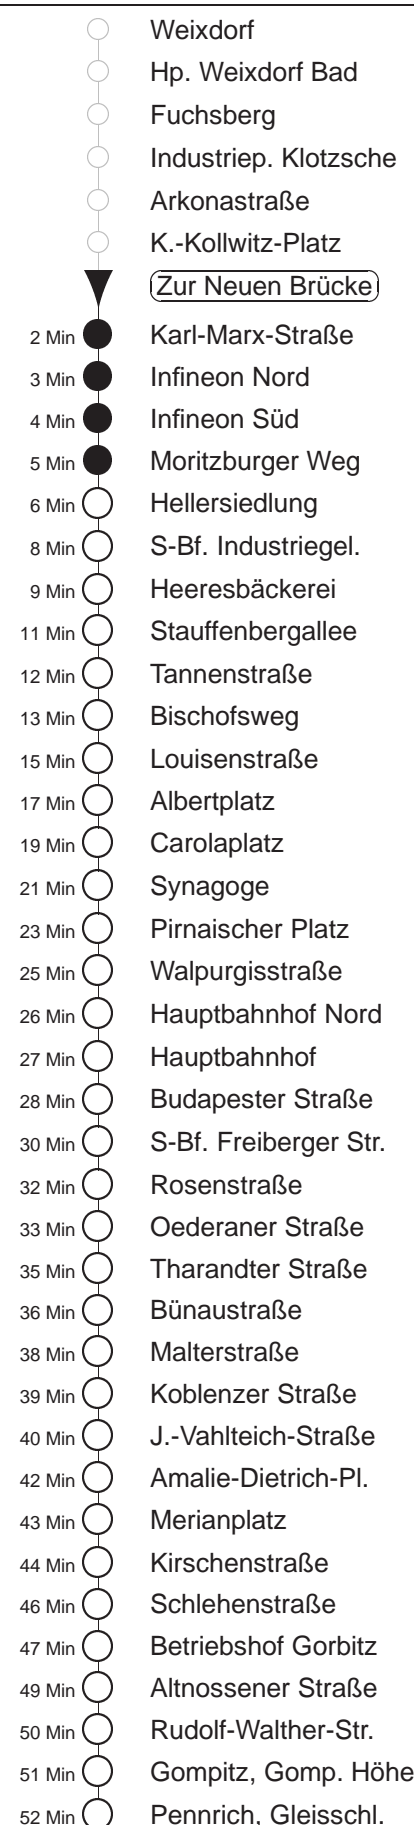 Weixdorf
Hp. Weixdorf Bad
Fuchsberg
Industriep. Klotzsche
Arkonastraße
K.-Kollwitz-Platz
Zur Neuen Brücke
2 Min Karl-Marx-Straße
3 Min Infineon Nord
4 Min Infineon Süd
5 Min Moritzburger Weg
6 Min Hellersiedlung
8 Min S-Bf. Industriegel.
9 Min Heeresbäckerei
11 Min Stauffenbergallee
12 Min Tannenstraße
13 Min Bischofsweg
15 Min Louisenstraße
17 Min Albertplatz
19 Min Carolaplatz
21 Min Synagoge
23 Min Pirnaischer Platz
25 Min Walpurgisstraße
26 Min Hauptbahnhof Nord
27 Min Hauptbahnhof
28 Min Budapester Straße
30 Min S-Bf. Freiberger Str.
32 Min Rosenstraße
33 Min Oederaner Straße
35 Min Tharandter Straße
36 Min Bünaustraße
38 Min Malterstraße
39 Min Koblenzer Straße
40 Min J.-Vahlteich-Straße
42 Min Amalie-Dietrich-Pl.
43 Min Merianplatz
44 Min Kirschenstraße
46 Min Schlehenstraße
47 Min Betriebshof Gorbitz
49 Min Altnossener Straße
50 Min Rudolf-Walther-Str.
51 Min Gompitz, Gomp. Höhe
52 Min Pennrich, Gleisschl.